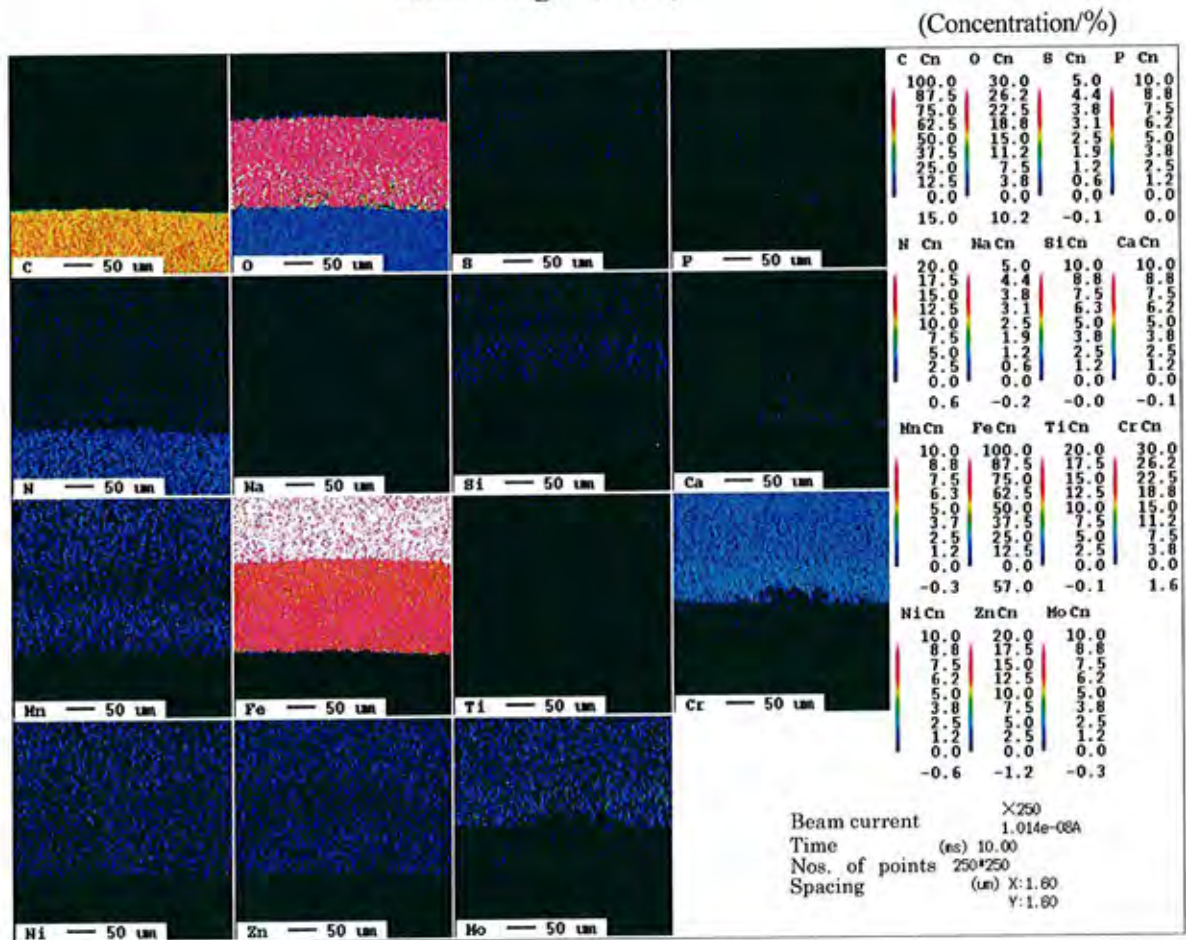 (Concentration/%)
C Cn O Cn S Cn P Cn
100.0 30.0 5.0 10.0
87.5 26.2 4.4 8.8
75.0 22.5 3.8 7.5
62.5 18.8 3.1 6.2
50.0 15.0 2.5 5.0
37.5 11.2 1.9 3.8
25.0 7.5 1.2 2.5
12.5 3.8 0.6 1.2
0.0 0.0 0.0 0.0
15.0 10.2 -0.1 0.0
C 50 um O 50 um S 50 um P 50 um
N Cn Na Cn Si Cn Ca Cn
20.0 5.0 10.0 10.0
17.5 4.4 8.8 8.8
15.0 3.8 7.5 7.5
12.5 3.1 6.3 6.2
10.0 2.5 5.0 5.0
7.5 1.9 3.8 3.8
5.0 1.2 2.5 2.5
2.5 0.6 1.2 1.2
0.0 0.0 0.0 0.0
0.6 -0.2 -0.0 -0.1
N 50 um Na 50 um Si 50 um Ca 50 um
Mn Cn Fe Cn Ti Cn Cr Cn
10.0 100.0 20.0 30.0
8.8 87.5 17.5 26.2
7.5 75.0 15.0 22.5
6.3 62.5 12.5 18.8
5.0 50.0 10.0 15.0
3.7 37.5 7.5 11.2
2.5 25.0 5.0 7.5
1.2 12.5 2.5 3.8
0.0 0.0 0.0 0.0
-0.3 57.0 -0.1 1.6
Mn 50 um Fe 50 um Ti 50 um Cr 50 um
Ni Cn Zn Cn Mo Cn
10.0 20.0 10.0
8.8 17.5 8.8
7.5 15.0 7.5
6.2 12.5 6.2
5.0 10.0 5.0
3.8 7.5 3.8
2.5 5.0 2.5
1.2 2.5 1.2
0.0 0.0 0.0
-0.6 -1.2 -0.3
Ni 50 um Zn 50 um Mo 50 um
X250
Beam current 1.014e-08A
Time (ms) 10.00
Nos. of points 250*250
Spacing (um) X:1.60
Y:1.60